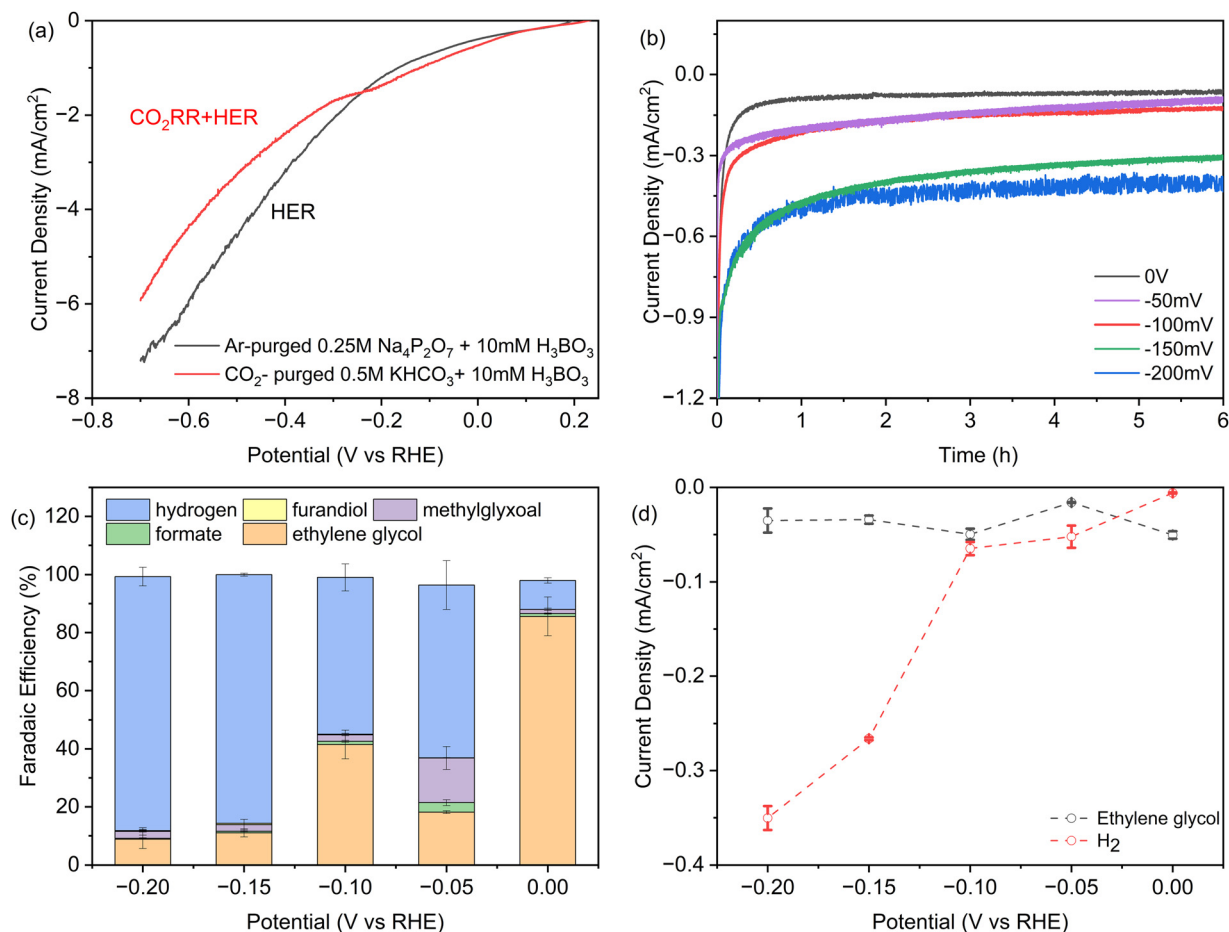 (a)
CO₂RR+HER
HER
Ar-purged 0.25M Na₄P₂O₇ + 10mM H₃BO₃
CO₂- purged 0.5M KHCO₃+ 10mM H₃BO₃
0
−2
−4
−6
−8
−0.8 −0.6 −0.4 −0.2 0.0 0.2
Current Density (mA/cm²)
Potential (V vs RHE)
(b)
0.0
−0.3
−0.6
−0.9
−1.2
0V
-50mV
-100mV
-150mV
-200mV
0 1 2 3 4 5 6
Current Density (mA/cm²)
Time (h)
(c)
hydrogen furandiol methylglyxoal
formate ethylene glycol
120
100
80
60
40
20
0
−0.20 −0.15 −0.10 −0.05 0.00
Faradaic Efficiency (%)
Potential (V vs RHE)
(d)
0.0
−0.1
−0.2
−0.3
−0.4
Ethylene glycol
H₂
−0.20 −0.15 −0.10 −0.05 0.00
Current Density (mA/cm²)
Potential (V vs RHE)